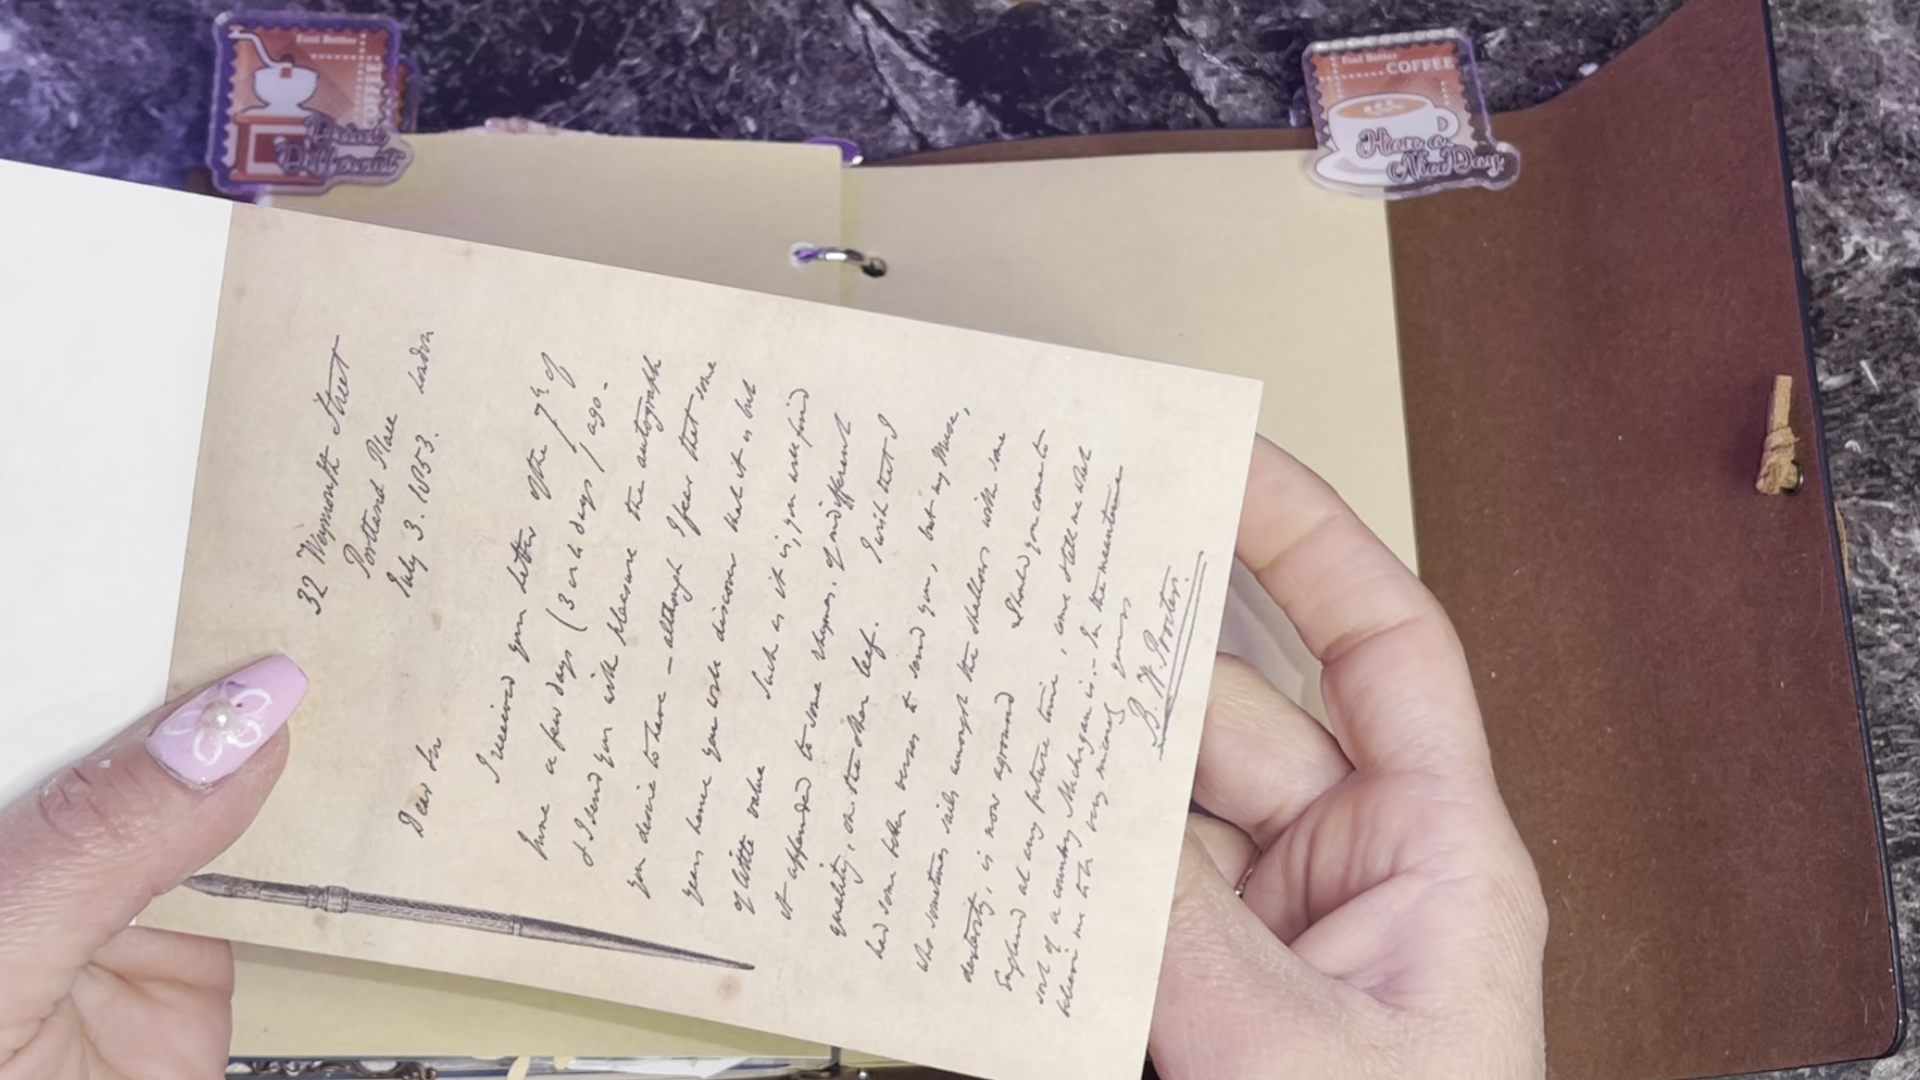 Feel Better
COFFEE
Think
Different
Feel Better
COFFEE
Have a
Nice Day
32 Weymouth Street
Portland Place
July 3. 1853. London
Dear Sir
I received your letter of the 7th of
June a few days (3 or 4 days) ago -
& I send you with pleasure the autograph
you desire to have - although I fear that some
years hence you will discover that it is but
of little value Such as it is, you will find
it appended to some rhymes, of indifferent
quality, on the other leaf. I wish that I
had some better verses to send you, but my Muse,
who sometimes sails amongst the shallows with some
dexterity, is now aground Should you come to
England at any future time, come & tell me what
sort of a country Michigan is. - In the meantime
believe me to be very sincerely yours
B. W. Procter.